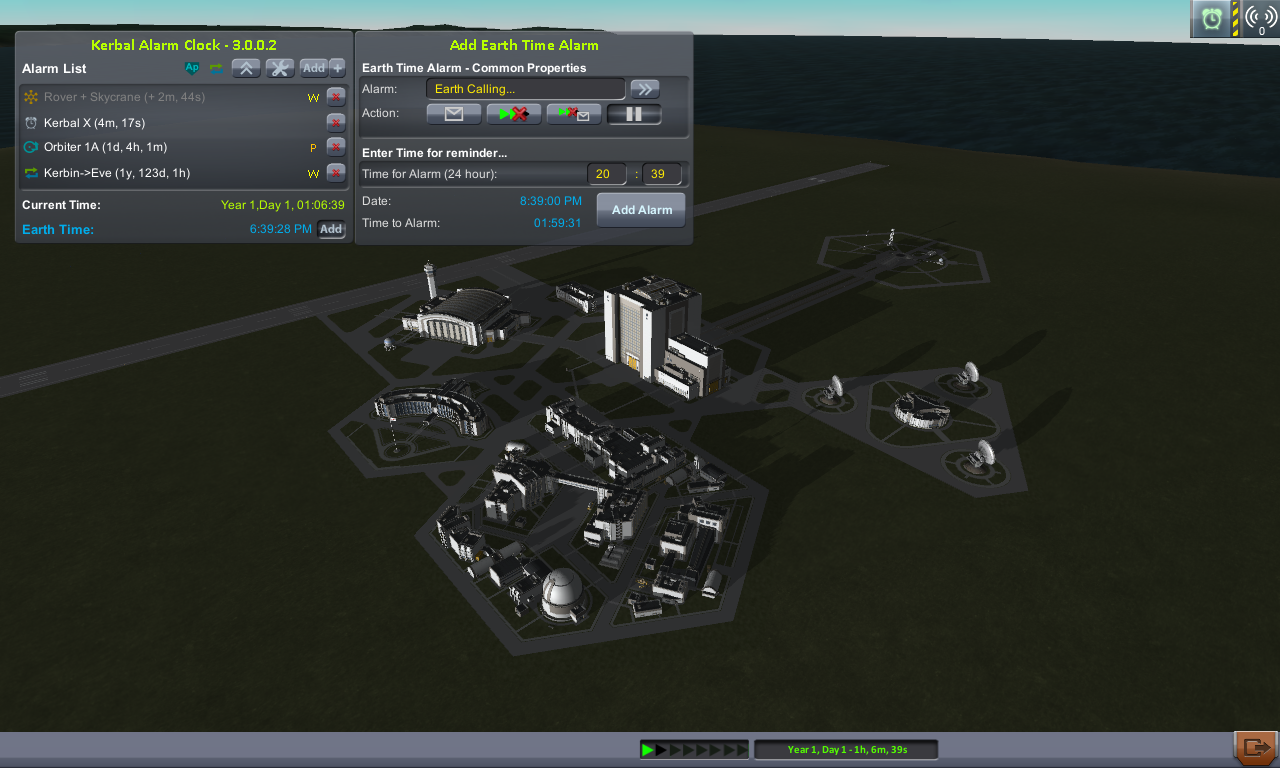 Kerbal Alarm Clock - 3.0.0.2
Alarm List Ap Add +
Rover + Skycrane (+ 2m, 44s) W
Kerbal X (4m, 17s)
Orbiter 1A (1d, 4h, 1m) P
Kerbin->Eve (1y, 123d, 1h) W
Current Time: Year 1,Day 1, 01:06:39
Earth Time: 6:39:28 PM Add
Add Earth Time Alarm
Earth Time Alarm - Common Properties
Alarm: Earth Calling...
Action:
Enter Time for reminder...
Time for Alarm (24 hour): 20 : 39
Date: 8:39:00 PM
Time to Alarm: 01:59:31
Add Alarm
0
Year 1, Day 1 - 1h, 6m, 39s